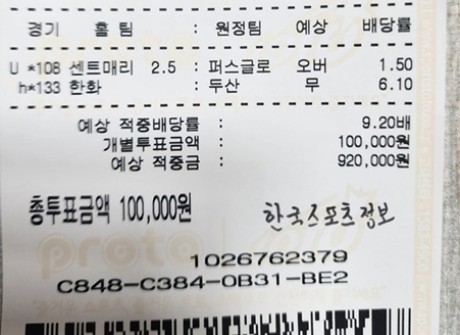 경기 홈 팀 : 원정팀 예상 배당률
U *108 센트매리 2.5 : 퍼스글로 오버 1.50
h*133 한화 : 두산 무 6.10
예상 적중배당률 : 9.20배
개별투표금액 : 100,000원
예상 적중금 : 920,000원
총투표금액 100,000원
한국스포츠정보
proto
1026762379
C848-C384-0B31-BE2